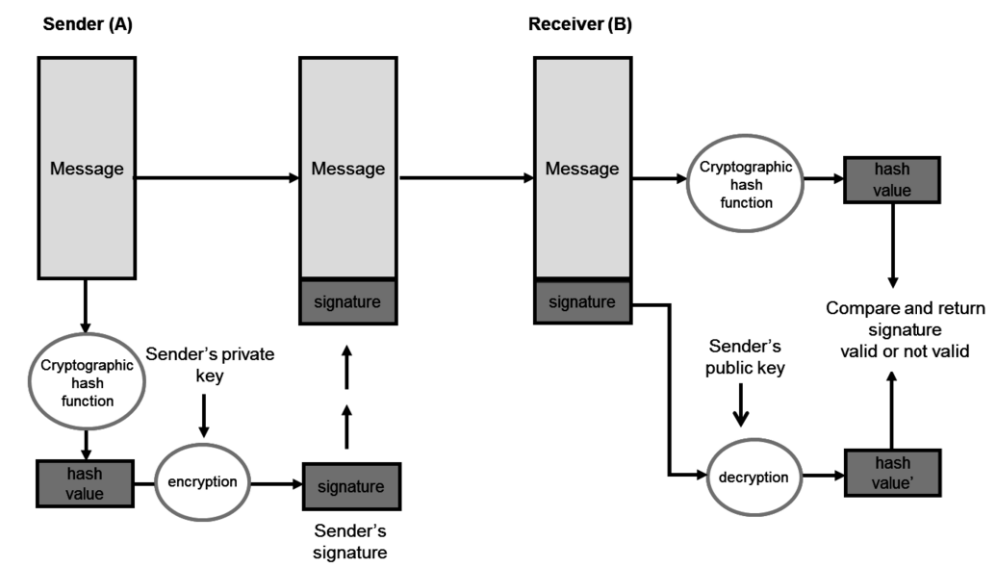 Sender (A)
Receiver (B)
Message
Message
Message
Cryptographic
hash
function
hash
value
signature
signature
Compare and return
signature
valid or not valid
Cryptographic
hash
function
Sender's private
key
Sender's
public key
hash
value
encryption
signature
decryption
hash
value'
Sender's
signature